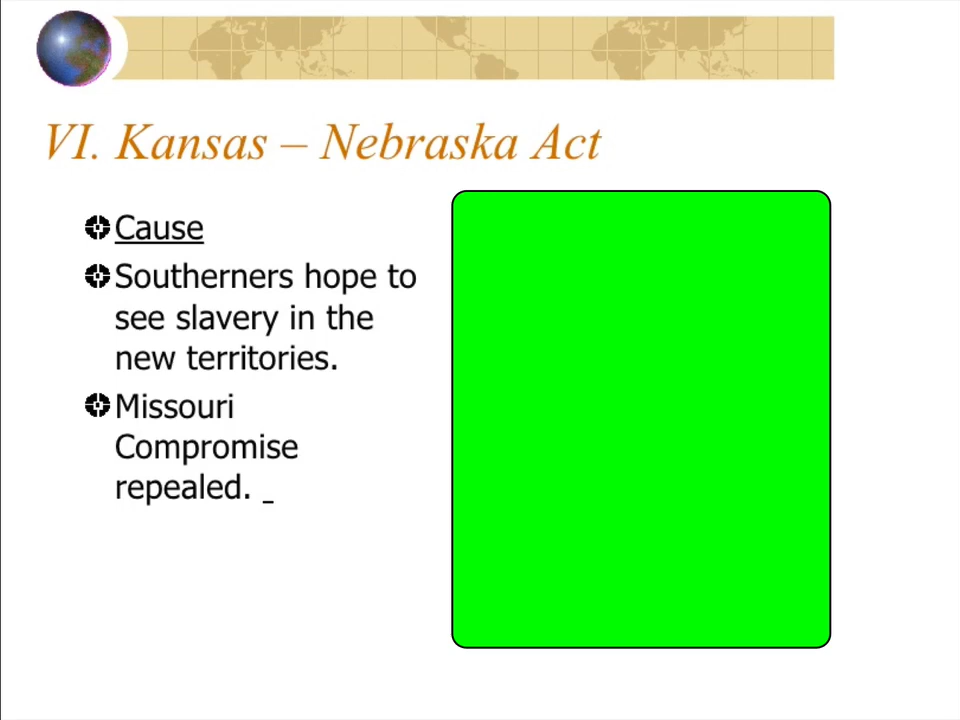 VI. Kansas – Nebraska Act
Cause
Southerners hope to
see slavery in the
new territories.
Missouri
Compromise
repealed.